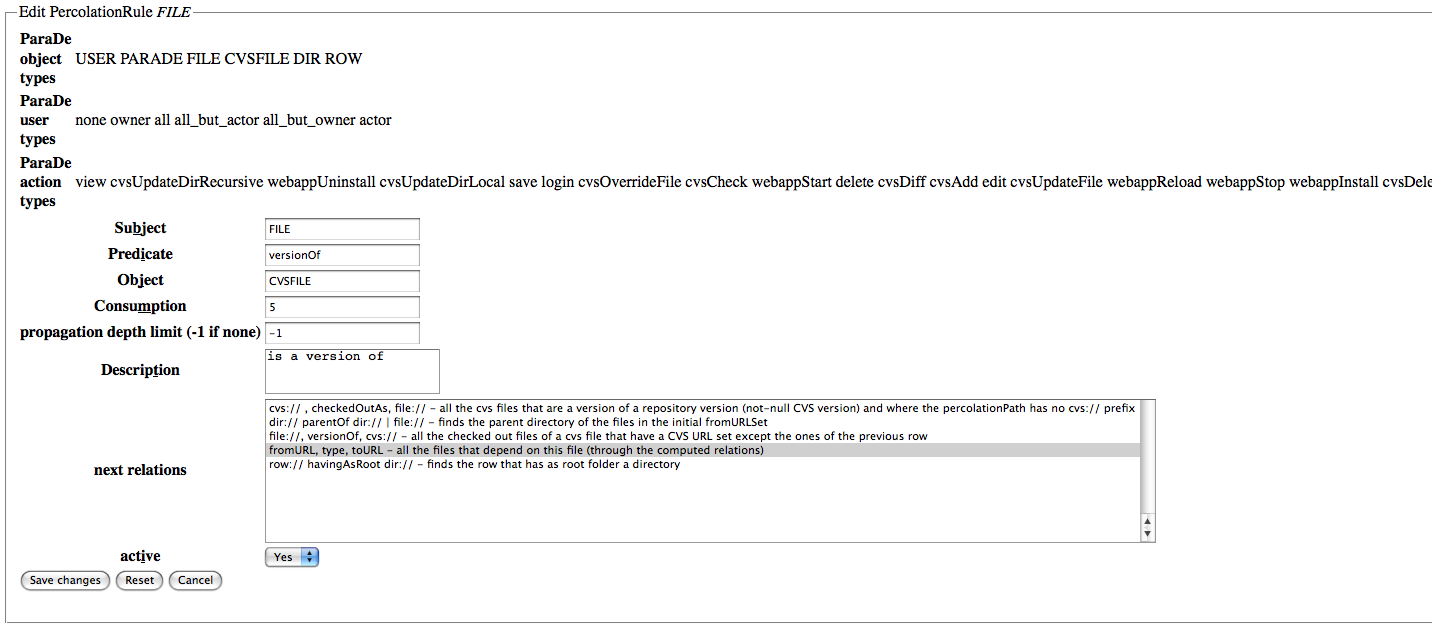 Edit PercolationRule FILE
ParaDe
object types USER PARADE FILE CVSFILE DIR ROW
ParaDe
user types none owner all all_but_actor all_but_owner actor
ParaDe
action types view cvsUpdateDirRecursive webappUninstall cvsUpdateDirLocal save login cvsOverrideFile cvsCheck webappStart delete cvsDiff cvsAdd edit cvsUpdateFile webappReload webappStop webappInstall cvsDele
Subject FILE
Predicate versionOf
Object CVSFILE
Consumption 5
propagation depth limit (-1 if none) -1
Description is a version of
cvs:// , checkedOutAs, file:// - all the cvs files that are a version of a repository version (not-null CVS version) and where the percolationPath has no cvs:// prefix
dir:// parentOf dir:// | file:// - finds the parent directory of the files in the initial fromURLSet
file://, versionOf, cvs:// - all the checked out files of a cvs file that have a CVS URL set except the ones of the previous row
fromURL, type, toURL - all the files that depend on this file (through the computed relations)
row:// havingAsRoot dir:// - finds the row that has as root folder a directory
next relations
active Yes
Save changes Reset Cancel